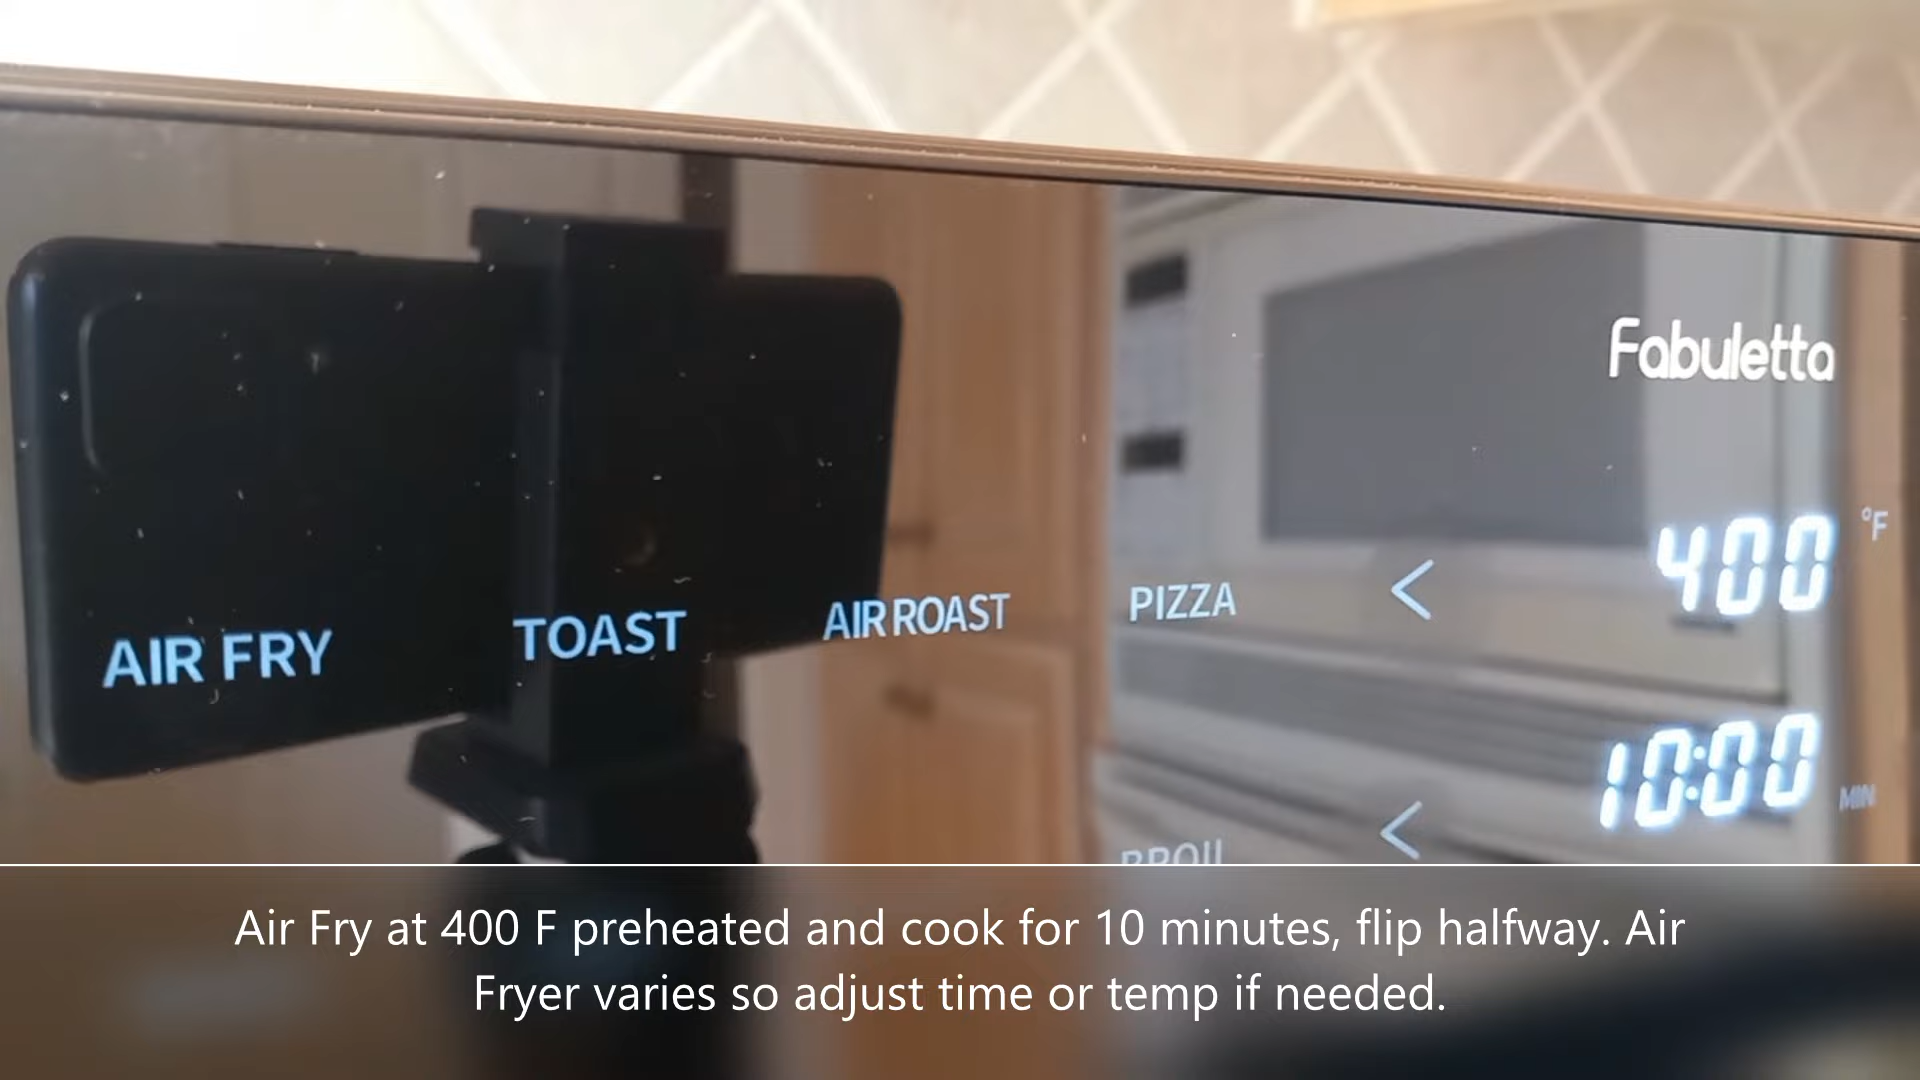 Fabuletta
400 °F
AIR FRY TOAST AIR ROAST PIZZA <
10:00 MIN
BROIL <
Air Fry at 400 F preheated and cook for 10 minutes, flip halfway. Air
Fryer varies so adjust time or temp if needed.